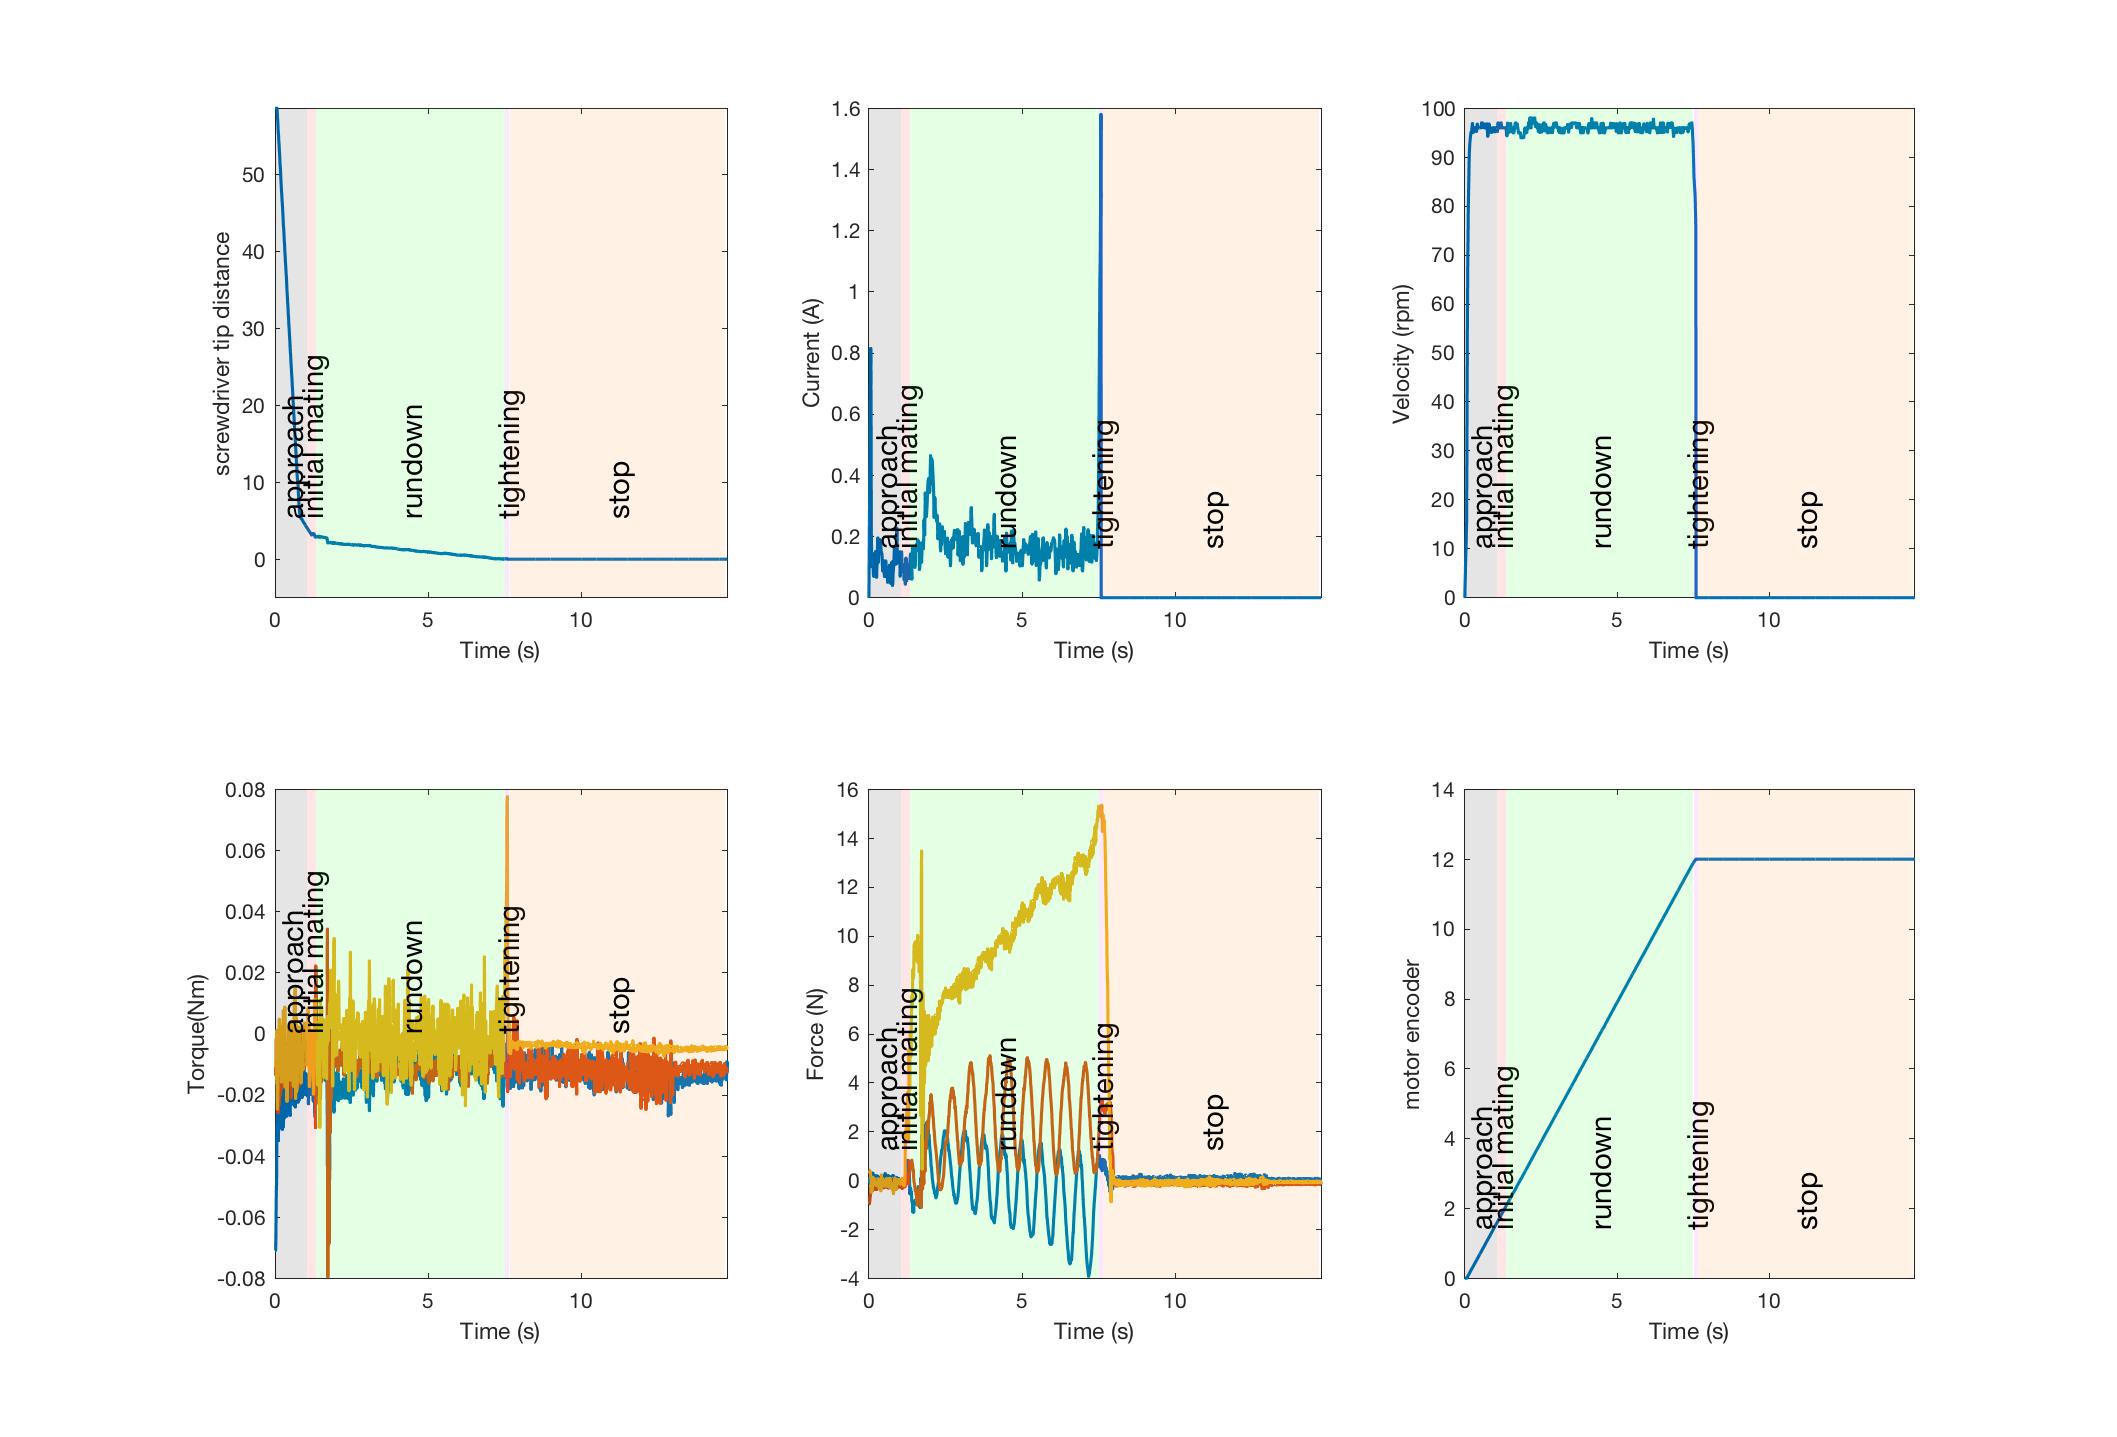 screwdriver tip distance
50
40
30
20
10
0
approach
initial mating
rundown
tightening
stop
0 5 10
Time (s)
Current (A)
1.6
1.4
1.2
1
0.8
0.6
0.4
0.2
0
approach
initial mating
rundown
tightening
stop
0 5 10
Time (s)
Velocity (rpm)
100
90
80
70
60
50
40
30
20
10
0
approach
initial mating
rundown
tightening
stop
0 5 10
Time (s)
Torque(Nm)
0.08
0.06
0.04
0.02
0
-0.02
-0.04
-0.06
-0.08
approach
initial mating
rundown
tightening
stop
0 5 10
Time (s)
Force (N)
16
14
12
10
8
6
4
2
0
-2
-4
approach
initial mating
rundown
tightening
stop
0 5 10
Time (s)
motor encoder
14
12
10
8
6
4
2
0
approach
initial mating
rundown
tightening
stop
0 5 10
Time (s)